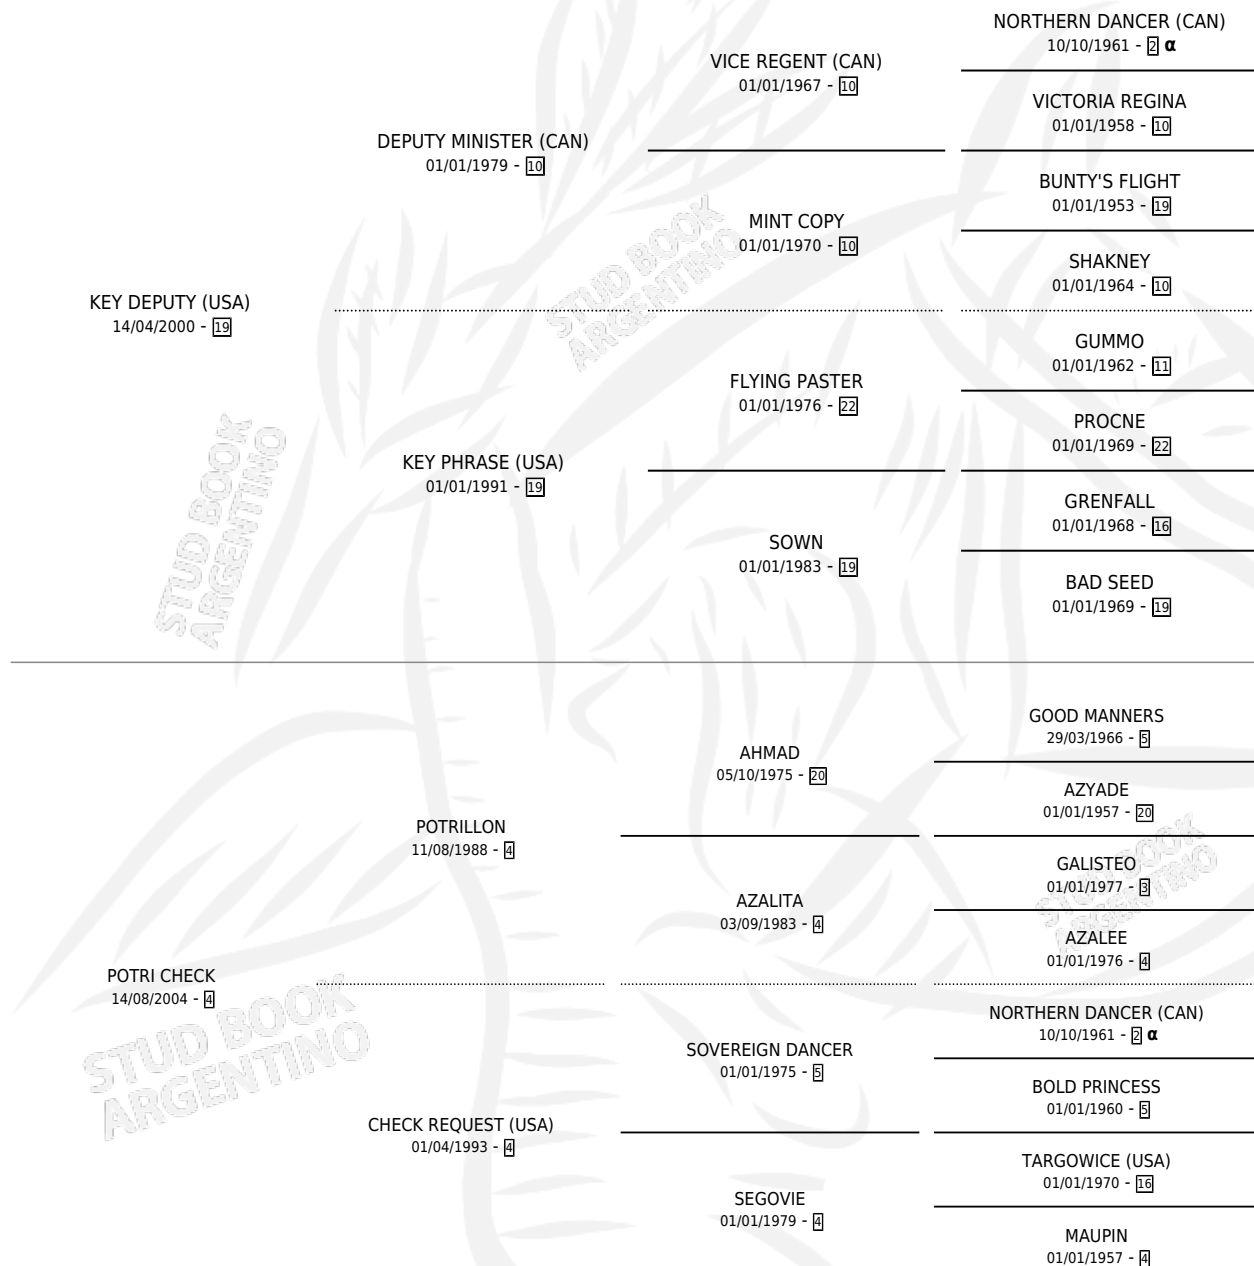 NORTHERN DANCER (CAN)
10/10/1961 - 2 α
VICE REGENT (CAN)
01/01/1967 - 10
VICTORIA REGINA
01/01/1958 - 10
DEPUTY MINISTER (CAN)
01/01/1979 - 10
BUNTY'S FLIGHT
01/01/1953 - 19
MINT COPY
01/01/1970 - 10
SHAKNEY
01/01/1964 - 10
KEY DEPUTY (USA)
14/04/2000 - 19
GUMMO
01/01/1962 - 11
FLYING PASTER
01/01/1976 - 22
PROCNE
01/01/1969 - 22
KEY PHRASE (USA)
01/01/1991 - 19
GRENFALL
01/01/1968 - 16
SOWN
01/01/1983 - 19
BAD SEED
01/01/1969 - 19
GOOD MANNERS
29/03/1966 - 5
AHMAD
05/10/1975 - 20
AZYADE
01/01/1957 - 20
POTRILLON
11/08/1988 - 4
GALISTEO
01/01/1977 - 3
AZALITA
03/09/1983 - 4
AZALEE
01/01/1976 - 4
POTRI CHECK
14/08/2004 - 4
NORTHERN DANCER (CAN)
10/10/1961 - 2 α
SOVEREIGN DANCER
01/01/1975 - 5
BOLD PRINCESS
01/01/1960 - 5
CHECK REQUEST (USA)
01/04/1993 - 4
TARGOWICE (USA)
01/01/1970 - 16
SEGOVIE
01/01/1979 - 4
MAUPIN
01/01/1957 - 4
STUD BOOK
ARGENTINO
STUD BOOK
ARGENTINO
STUD BOOK
ARGENTINO
STUD BOOK
ARGENTINO